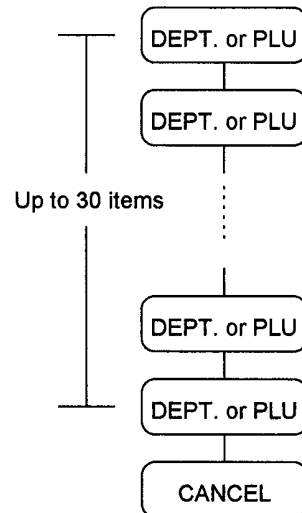 DEPT. or PLU
DEPT. or PLU
Up to 30 items
DEPT. or PLU
DEPT. or PLU
CANCEL